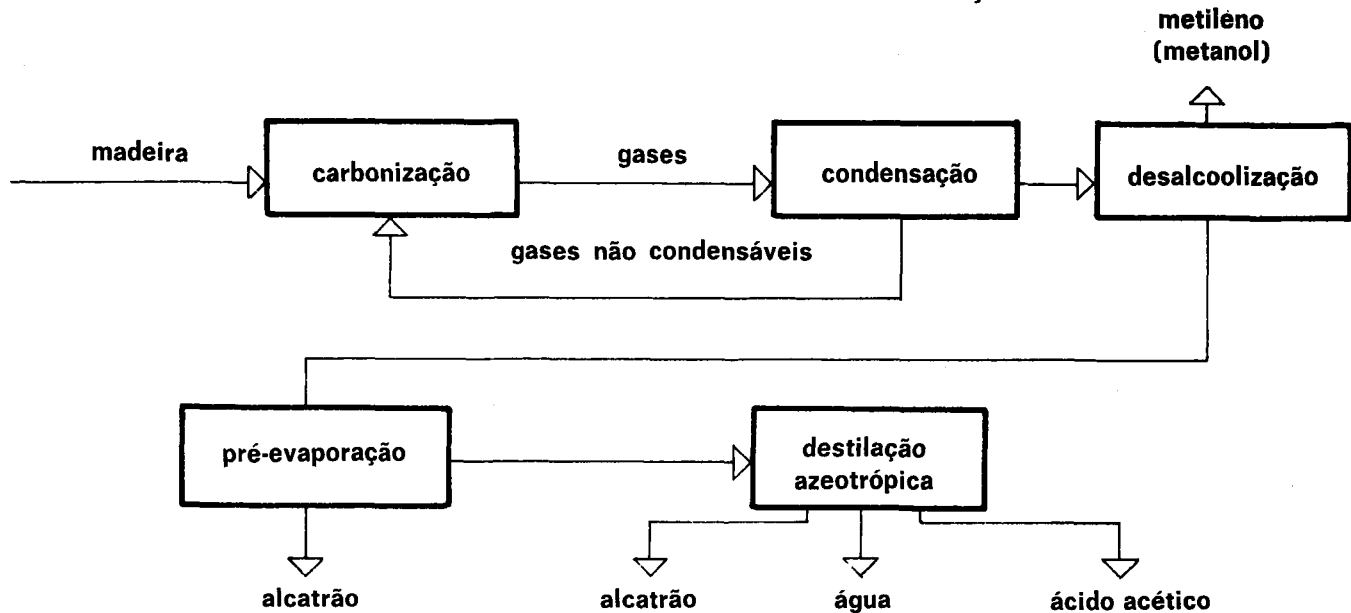 metileno
(metanol)
madeira
carbonização
gases
condensação
desalcoolização
gases não condensáveis
pré-evaporação
destilação
azeotrópica
alcatrão
alcatrão
água
ácido acético